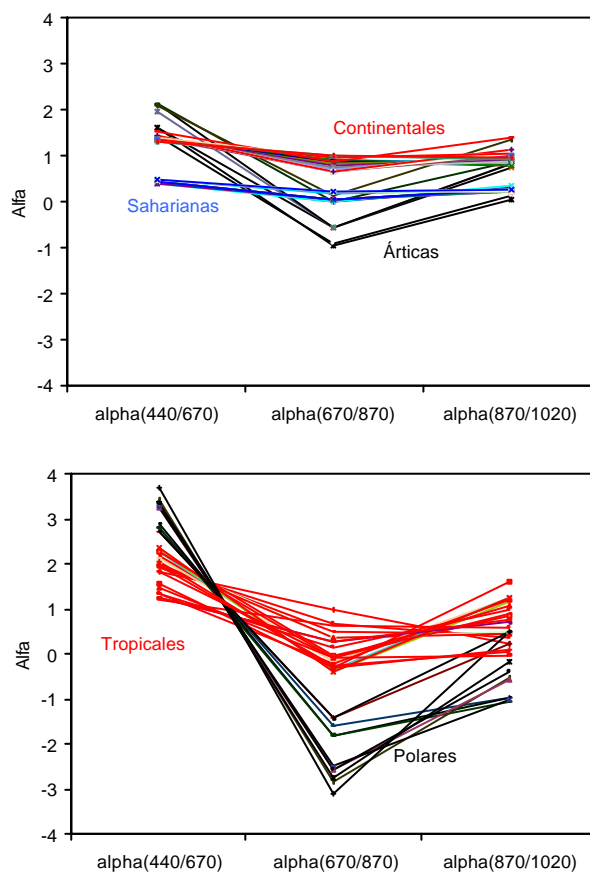 4
3
2
1
0
-1
-2
-3
-4
Alfa
Continentales
Saharianas
Árticas
alpha(440/670) alpha(670/870) alpha(870/1020)
4
3
2
1
0
-1
-2
-3
-4
Alfa
Tropicales
Polares
alpha(440/670) alpha(670/870) alpha(870/1020)